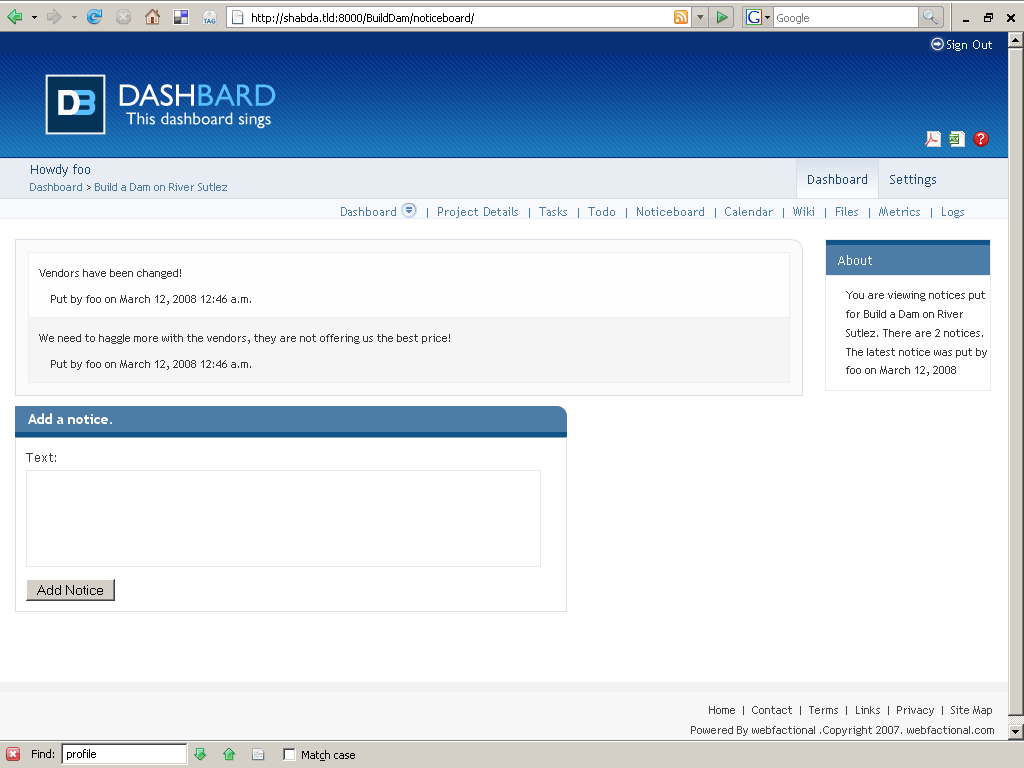 http://shabda.tld:8000/BuildDam/noticeboard/
G Google
TAG
Sign Out
DB DASHBARD
This dashboard sings
Howdy foo
Dashboard > Build a Dam on River Sutlez
Dashboard Settings
Dashboard | Project Details | Tasks | Todo | Noticeboard | Calendar | Wiki | Files | Metrics | Logs
Vendors have been changed!
Put by foo on March 12, 2008 12:46 a.m.
We need to haggle more with the vendors, they are not offering us the best price!
Put by foo on March 12, 2008 12:46 a.m.
About
You are viewing notices put
for Build a Dam on River
Sutlez. There are 2 notices.
The latest notice was put by
foo on March 12, 2008
Add a notice.
Text:
Add Notice
Home | Contact | Terms | Links | Privacy | Site Map
Powered By webfactional .Copyright 2007. webfactional.com
Find: profile Match case